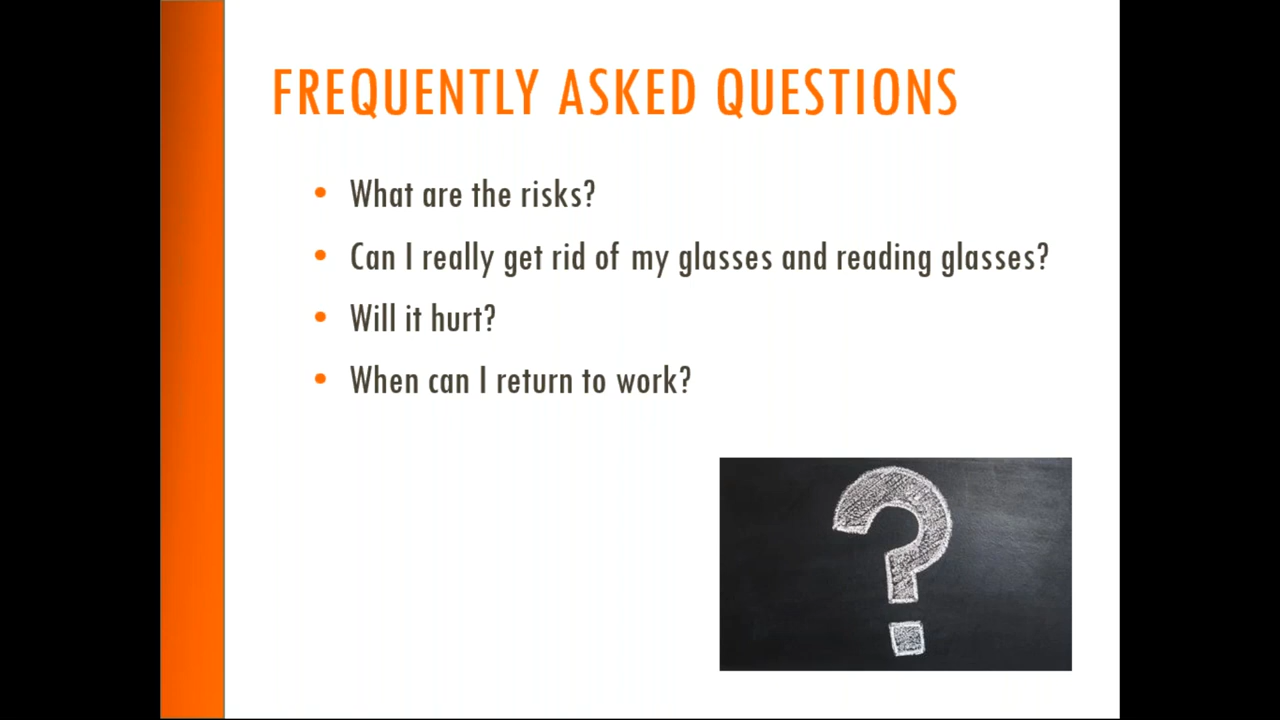 FREQUENTLY ASKED QUESTIONS
• What are the risks?
• Can I really get rid of my glasses and reading glasses?
• Will it hurt?
• When can I return to work?